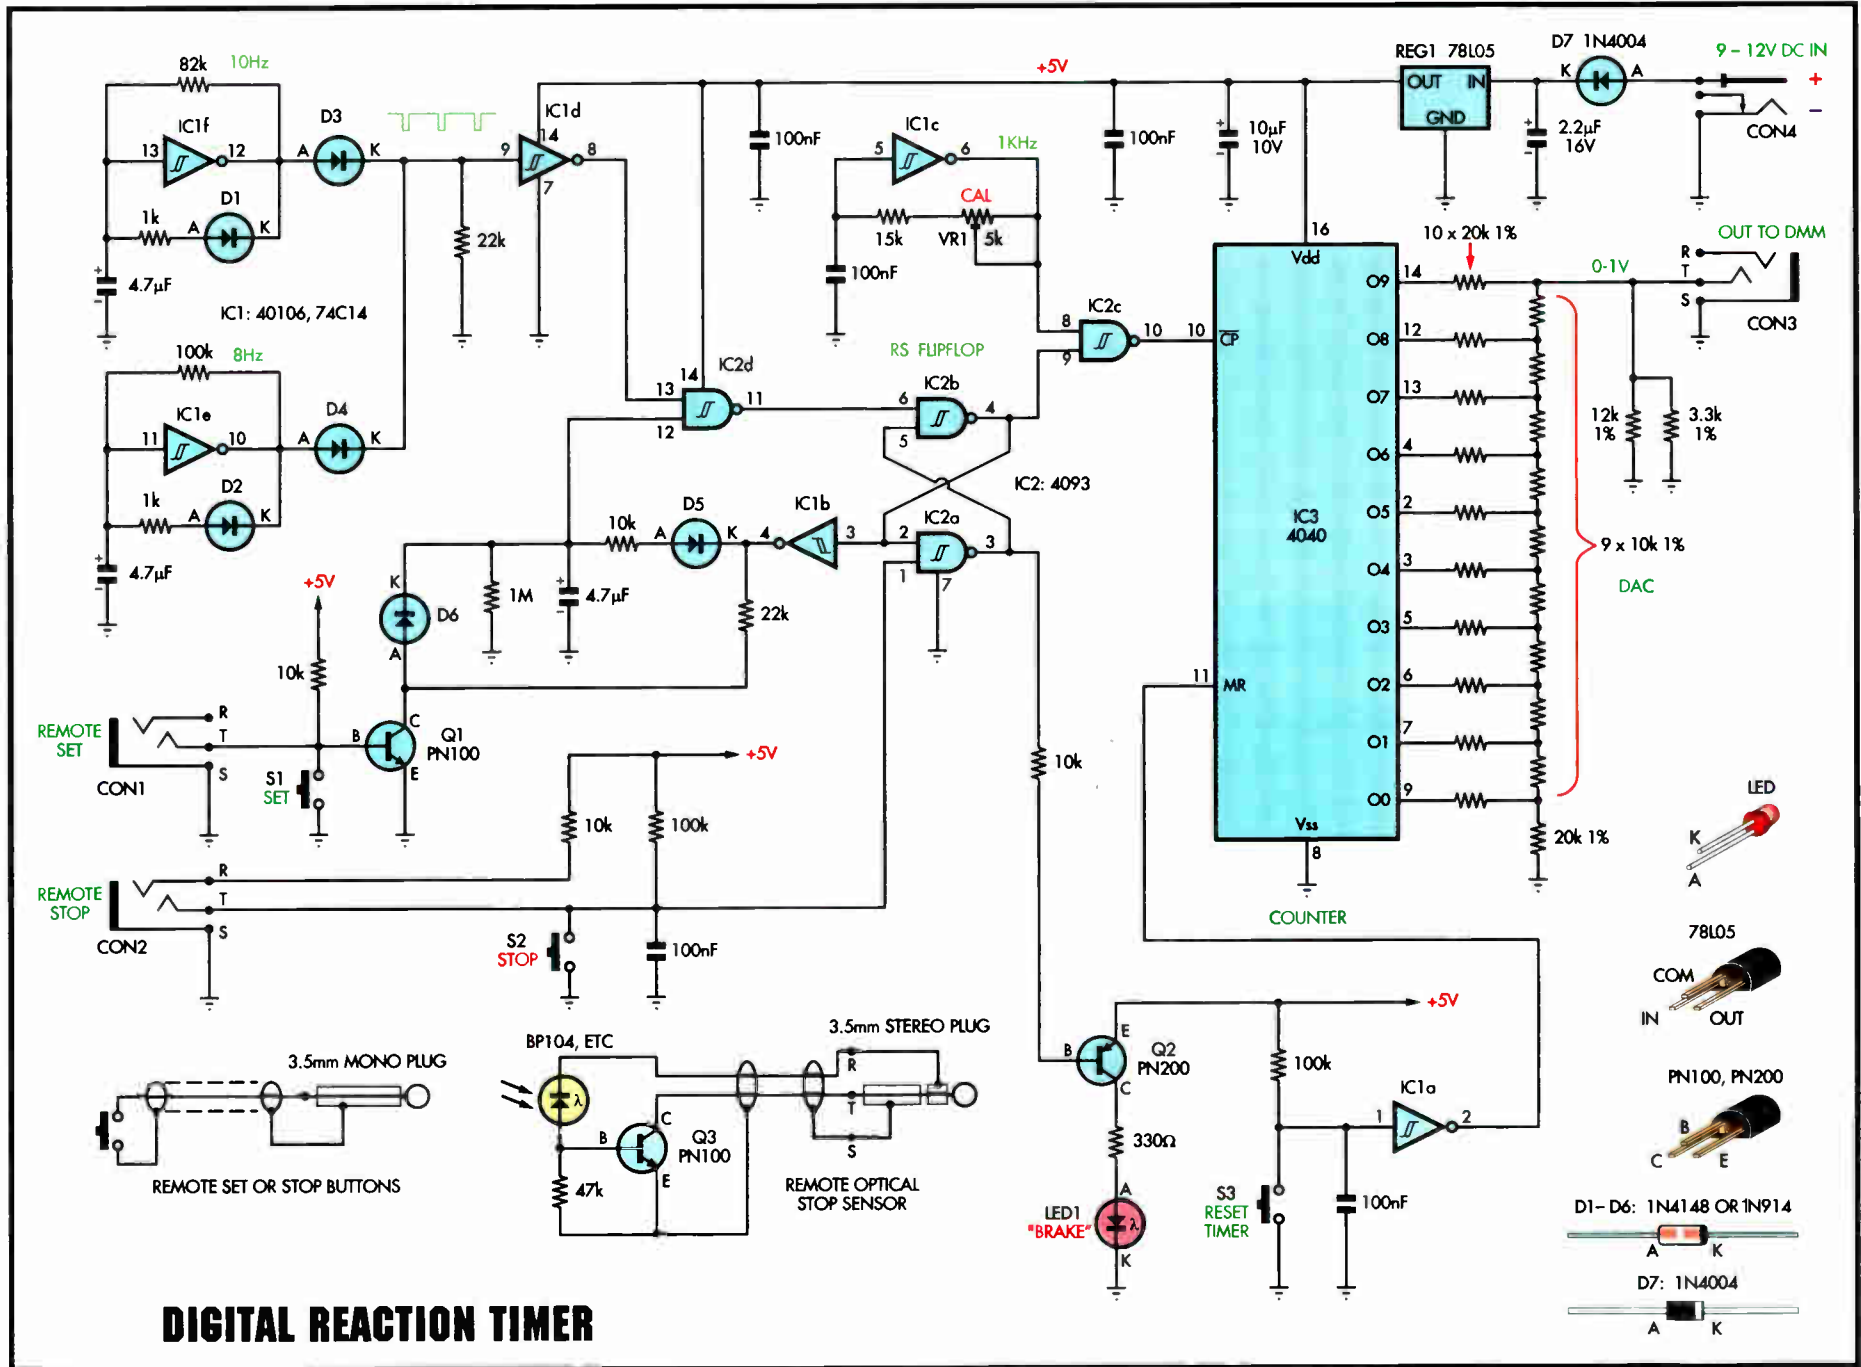 82k
10Hz
IC1f
13
12
D3
A
K
1k
D1
A
K
+
4.7µF
-
IC1: 40106, 74C14
9
IC1d
14
8
7
22k
100nF
+5V
IC1c
5
6
1KHz
CAL
15k
VR1
5k
100nF
100nF
+
10µF
10V
-
REG1 78L05
OUT
IN
GND
D7 1N4004
K
A
9 – 12V DC IN
+
-
+
2.2µF
16V
-
CON4
100k
8Hz
IC1e
11
10
D4
A
K
1k
D2
A
K
+
4.7µF
-
IC2d
14
13
12
11
RS FLIPFLOP
IC2b
6
5
4
IC2c
8
9
10
10
CP
16
Vdd
10 x 20k 1%
O9
14
O8
12
O7
13
O6
4
O5
2
O4
3
O3
5
O2
6
O1
7
O0
9
IC3
4040
11
MR
Vss
8
0-1V
OUT TO DMM
R
T
S
CON3
12k
1%
3.3k
1%
9 x 10k 1%
DAC
20k 1%
COUNTER
IC2: 4093
IC2a
2
1
3
7
IC1b
4
3
D5
A
K
10k
22k
K
D6
A
1M
+
4.7µF
-
+5V
10k
REMOTE
SET
R
T
S
CON1
S1
SET
B
C
E
Q1
PN100
+5V
10k
100k
REMOTE
STOP
R
T
S
CON2
S2
STOP
100nF
10k
B
E
C
Q2
PN200
330Ω
A
LED1
"BRAKE"
λ
K
+5V
100k
IC1a
1
2
S3
RESET
TIMER
100nF
3.5mm MONO PLUG
REMOTE SET OR STOP BUTTONS
BP104, ETC
λ
B
C
E
Q3
PN100
47k
3.5mm STEREO PLUG
R
T
S
REMOTE OPTICAL
STOP SENSOR
LED
K
A
78L05
COM
IN
OUT
PN100, PN200
B
C
E
D1– D6: 1N4148 OR 1N914
A
K
D7: 1N4004
A
K
DIGITAL REACTION TIMER